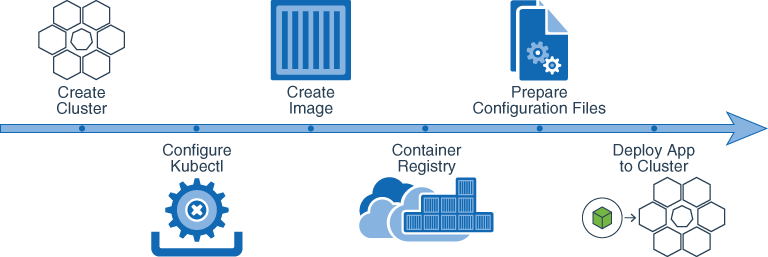 Create
Cluster
Configure
Kubectl
Create
Image
Container
Registry
Prepare
Configuration Files
Deploy App
to Cluster